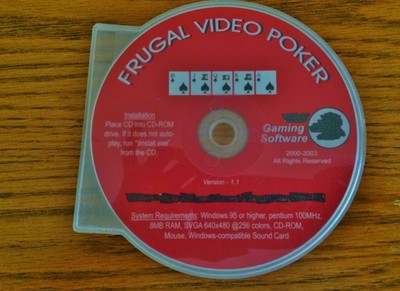 FRUGAL VIDEO POKER
Installation
Place CD into CD-ROM
drive. If it does not auto-
play, run "Install.exe"
from the CD.
Gaming
Software
2000-2003
All Rights Reserved
Version - 1.1
System Requirements: Windows 95 or higher, pentium 100MHz,
8MB RAM, SVGA 640x480 @256 colors, CD-ROM,
Mouse, Windows-compatible Sound Card